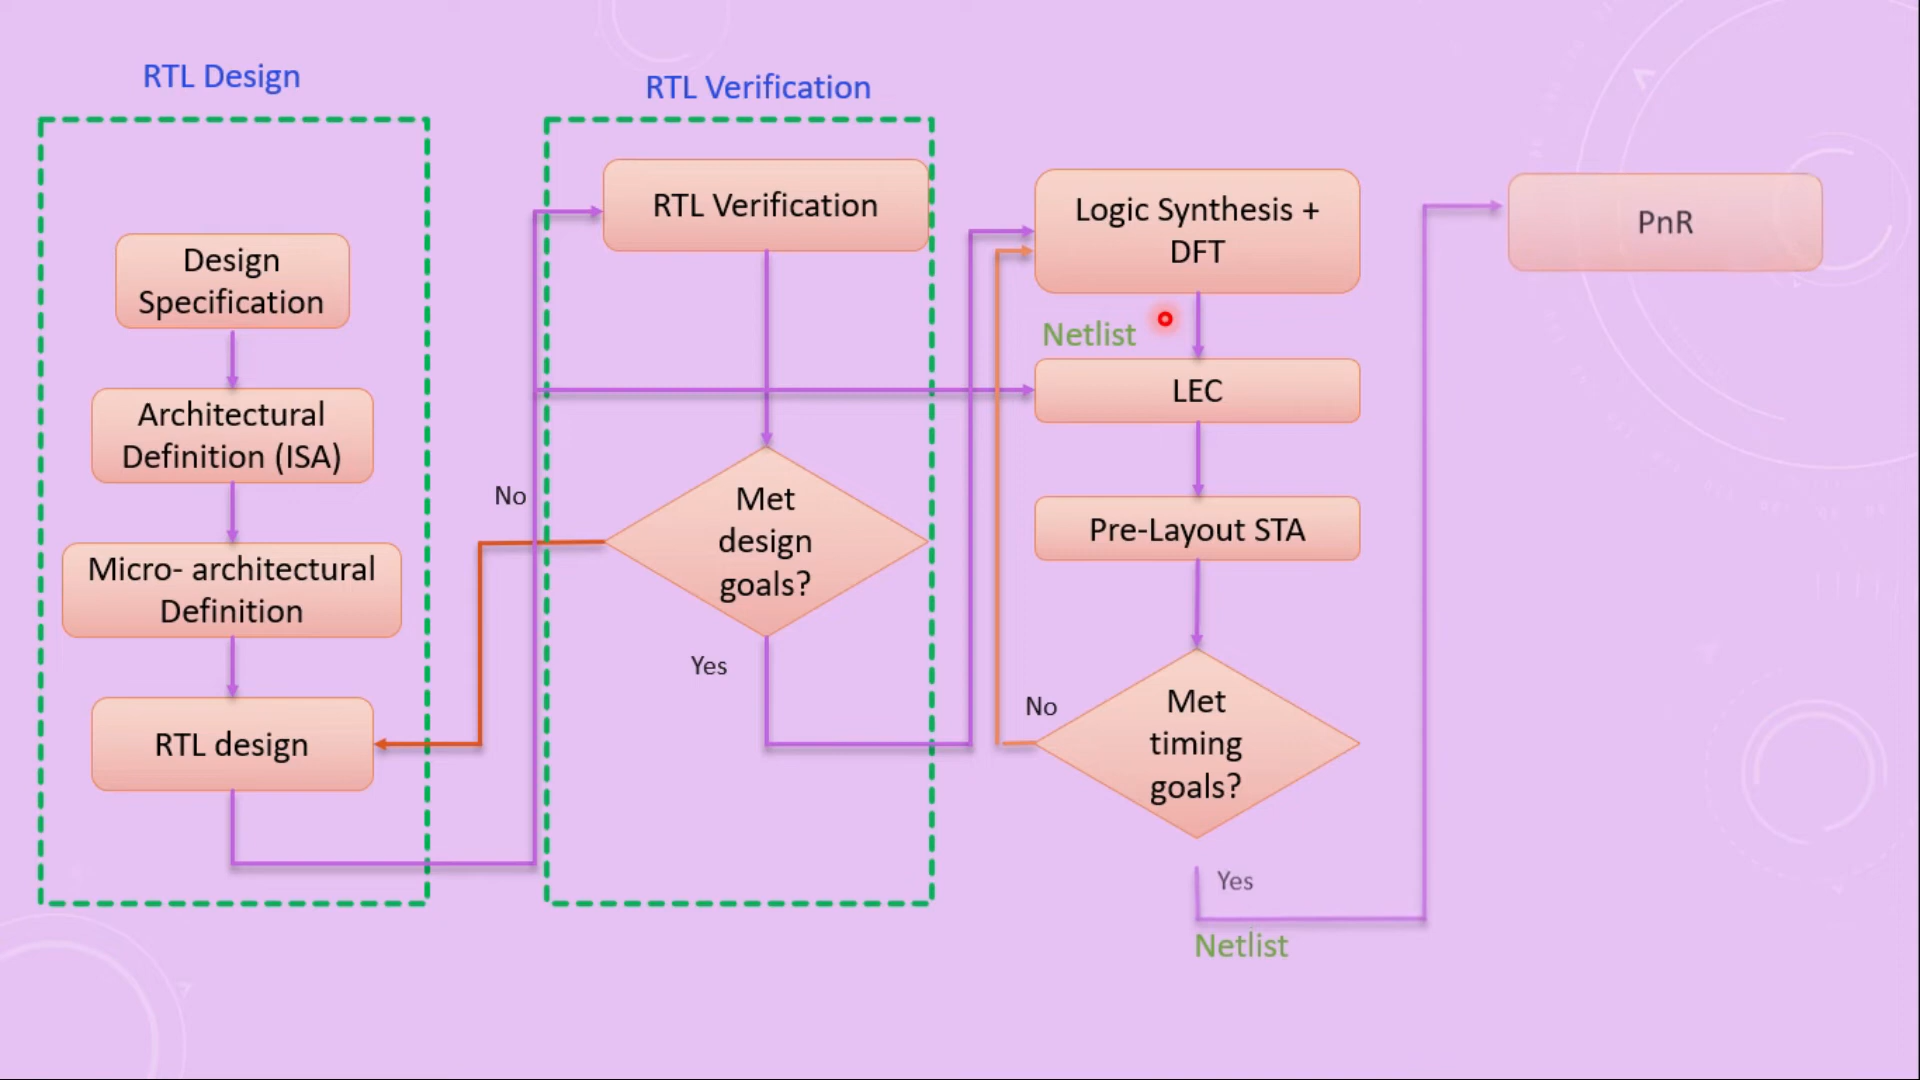 RTL Design
Design
Specification
Architectural
Definition (ISA)
Micro- architectural
Definition
RTL design
RTL Verification
RTL Verification
No
Met
design
goals?
Yes
Logic Synthesis +
DFT
Netlist
LEC
Pre-Layout STA
No
Met
timing
goals?
Yes
Netlist
PnR